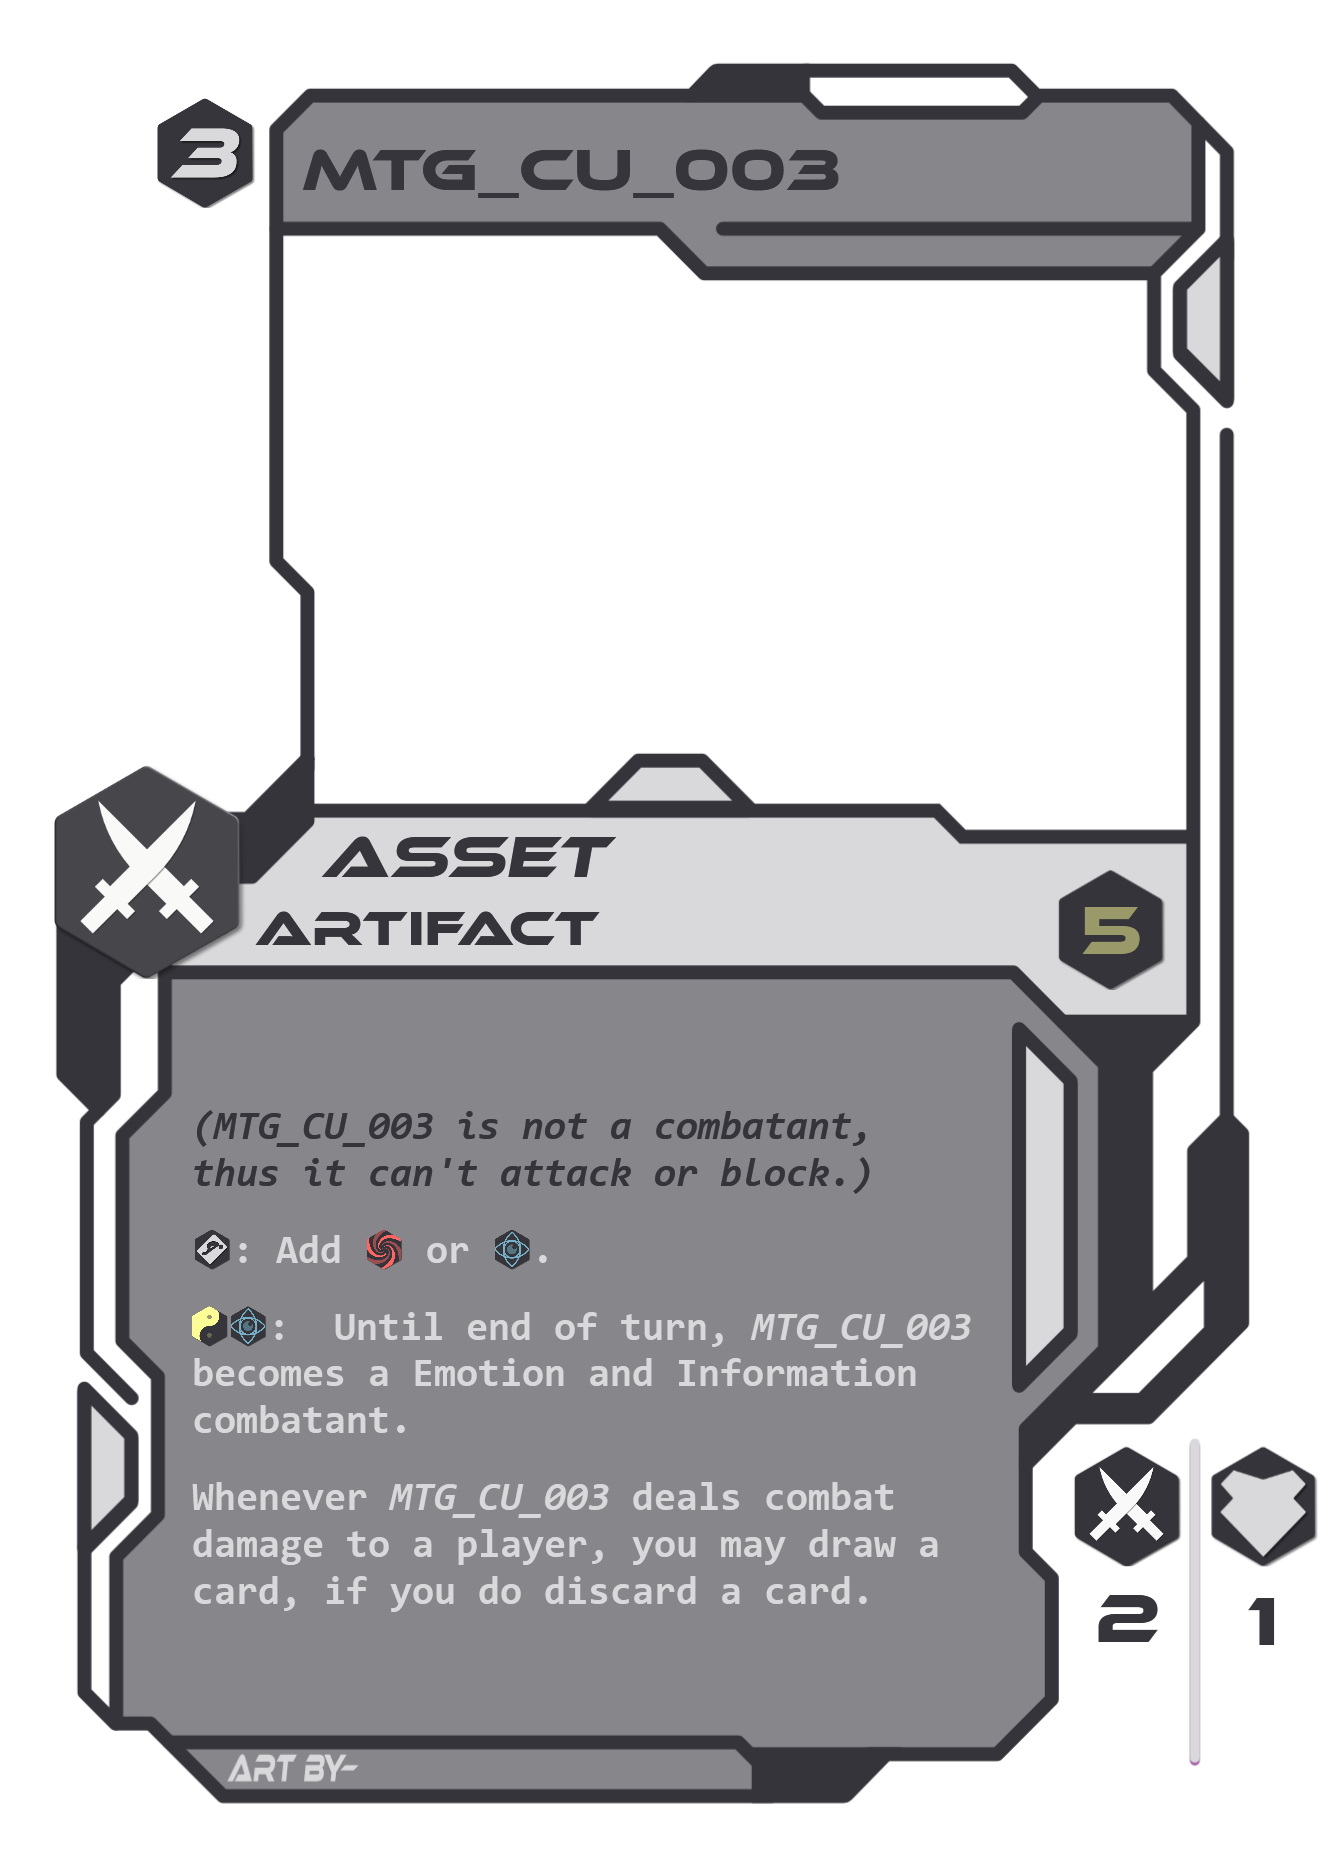 3
MTG_CU_003
ASSET
ARTIFACT
5
(MTG_CU_003 is not a combatant,
thus it can't attack or block.)
: Add or .
: Until end of turn, MTG_CU_003
becomes a Emotion and Information
combatant.
Whenever MTG_CU_003 deals combat
damage to a player, you may draw a
card, if you do discard a card.
2
1
ART BY-